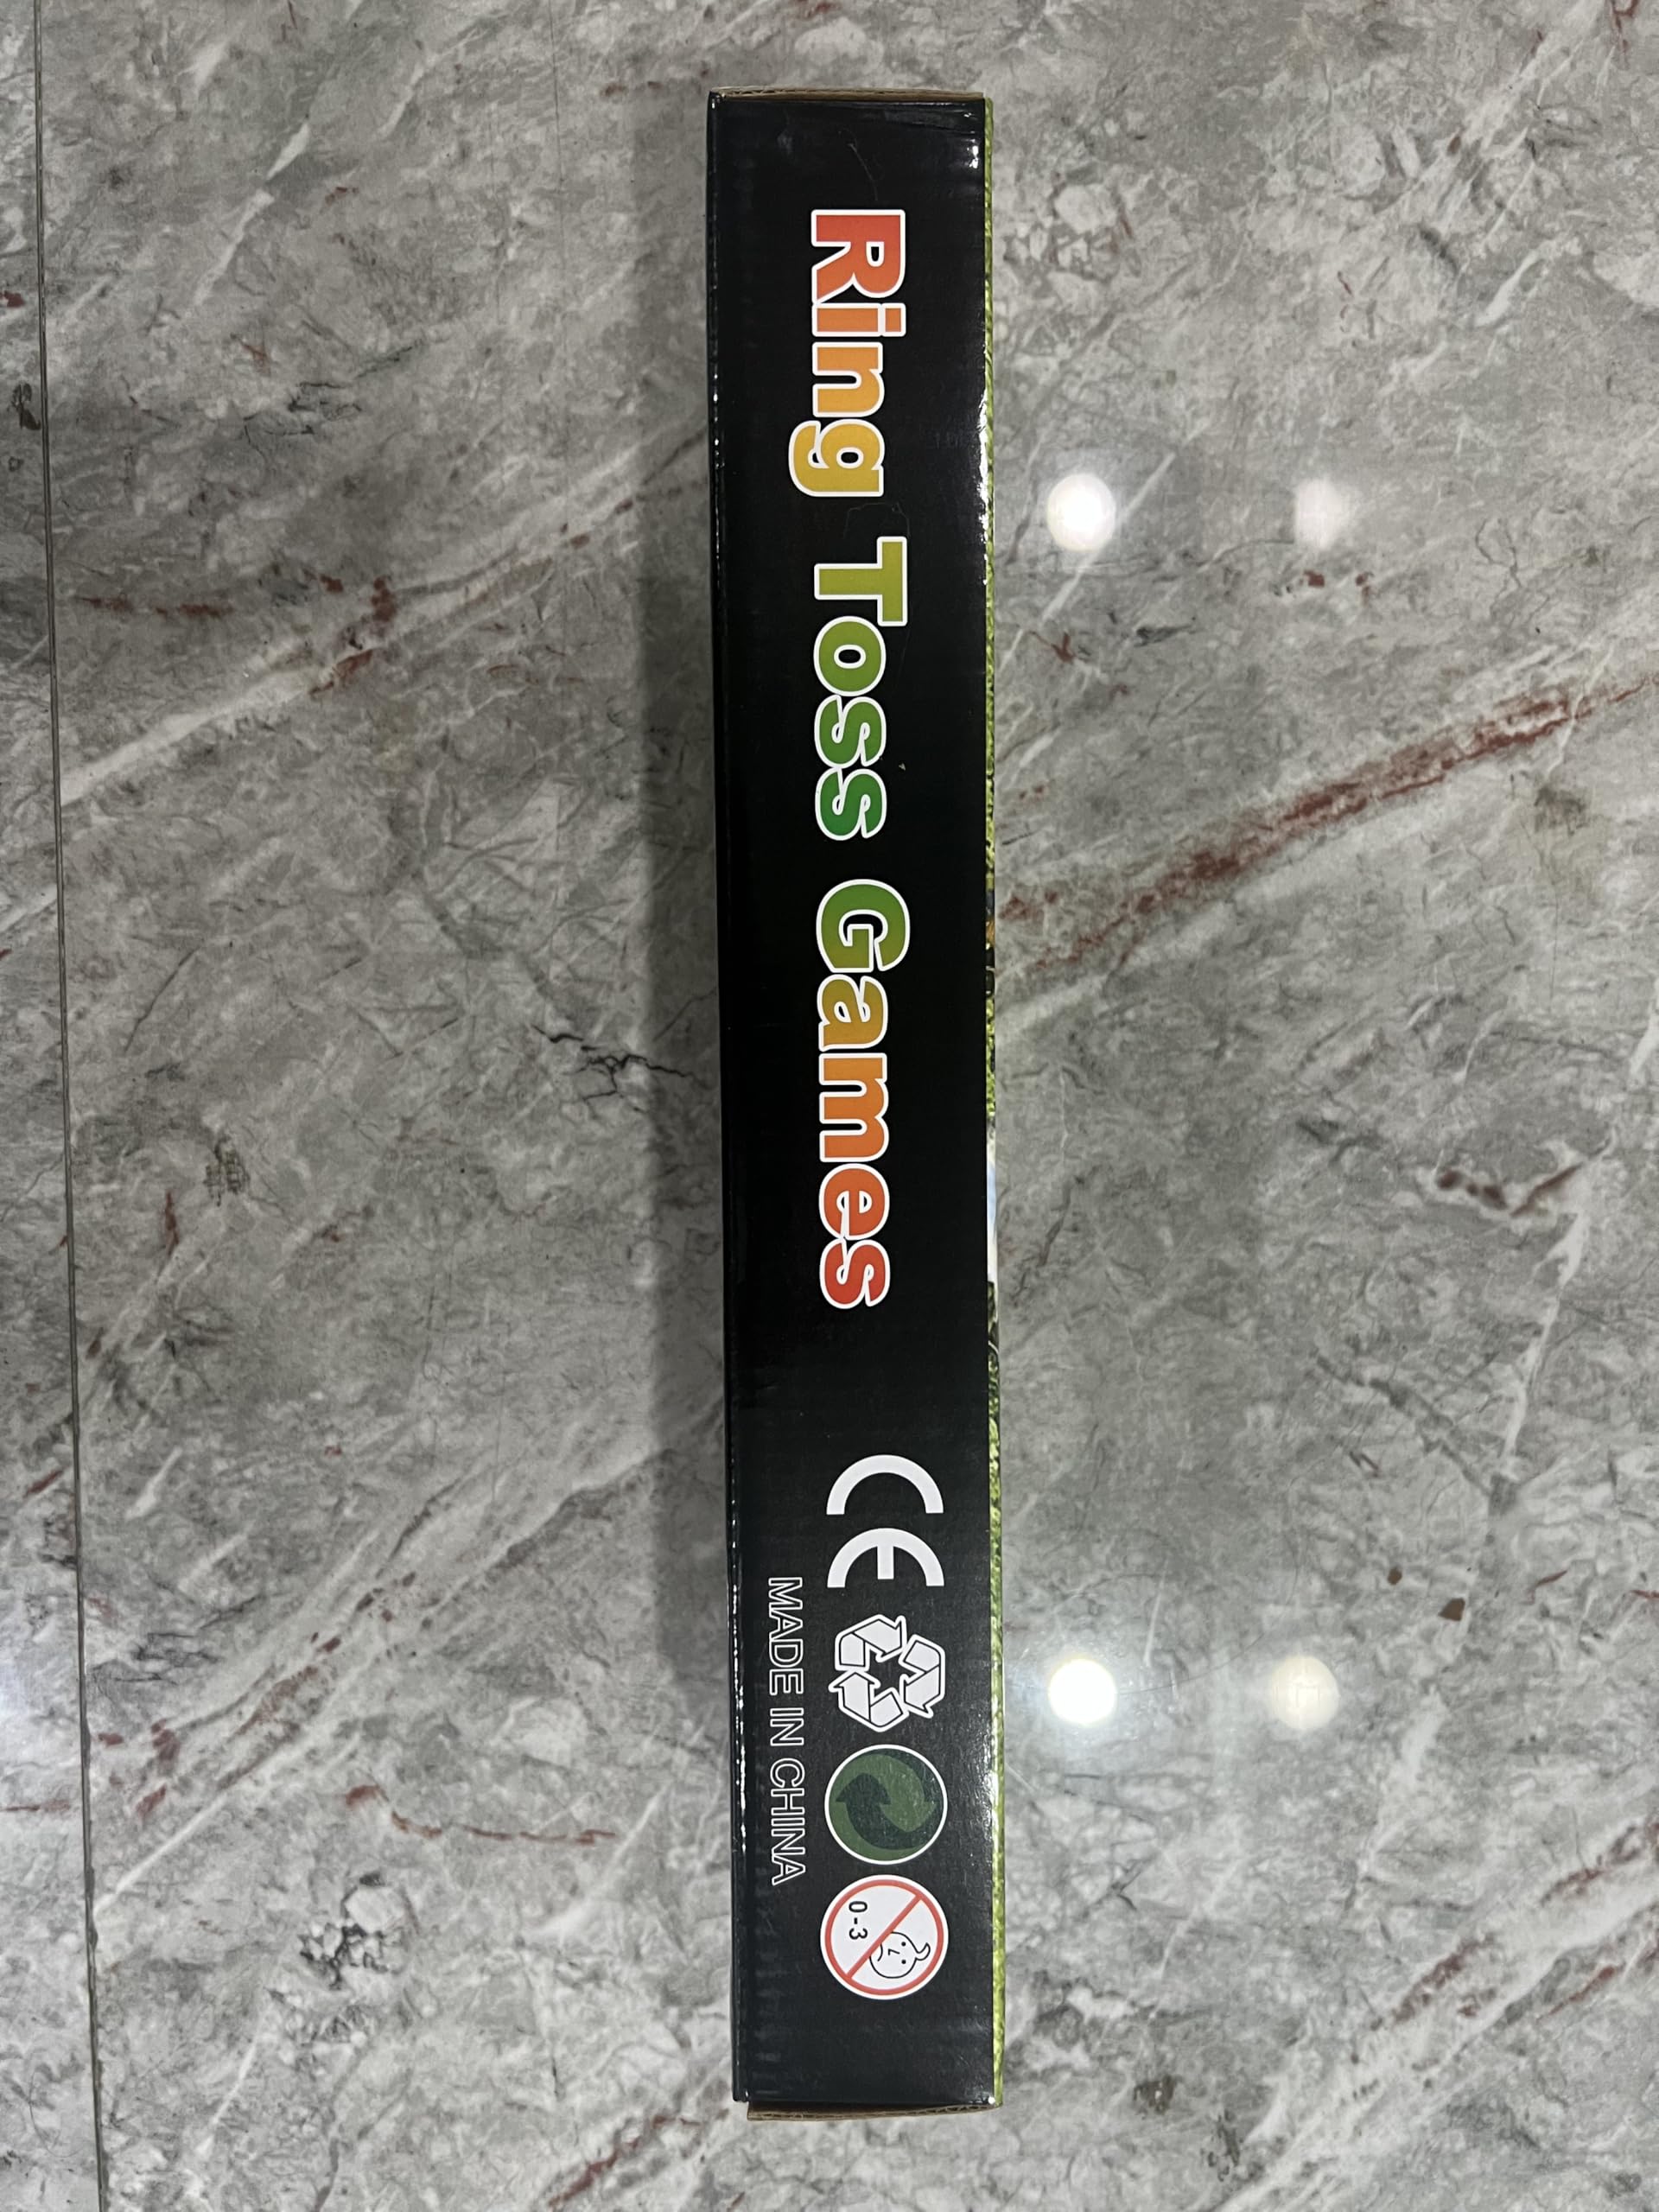 Ring Toss Games
CE
0-3
MADE IN CHINA